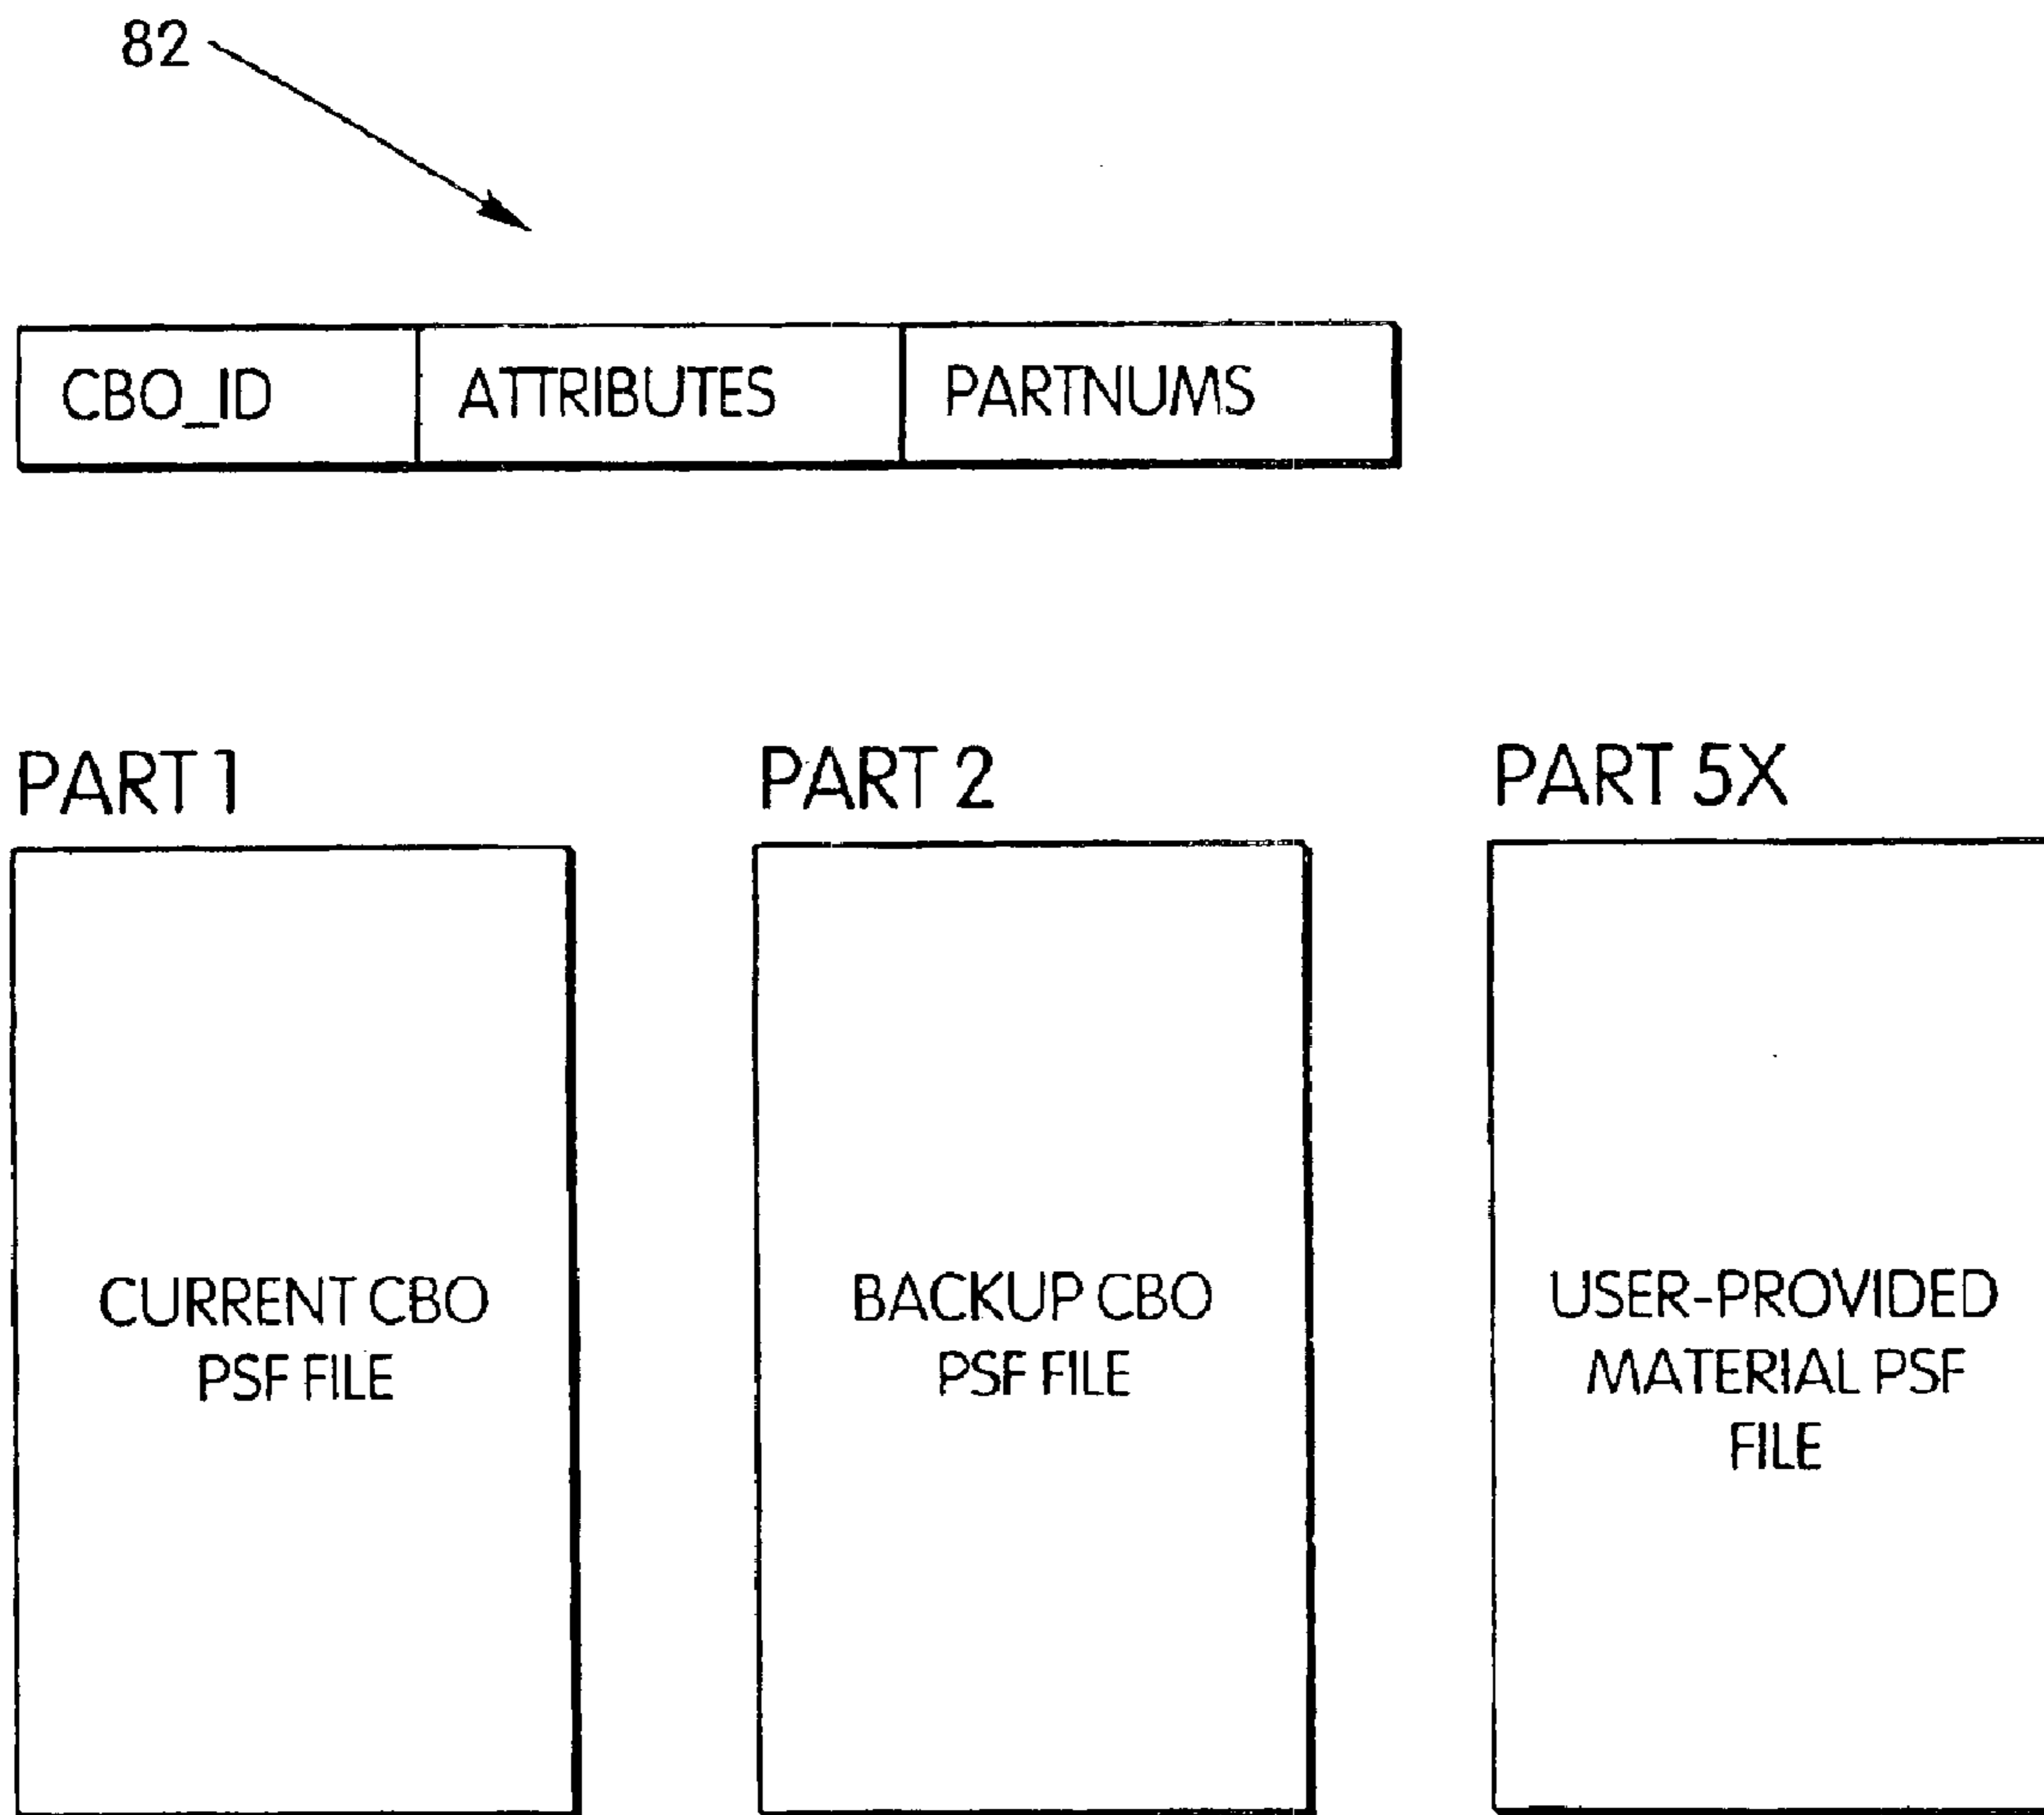 82
CBO_ID ATTRIBUTES PARTNUMS
PART 1 PART 2 PART 5X
CURRENT CBO
PSF FILE
BACKUP CBO
PSF FILE
USER-PROVIDED
MATERIAL PSF
FILE